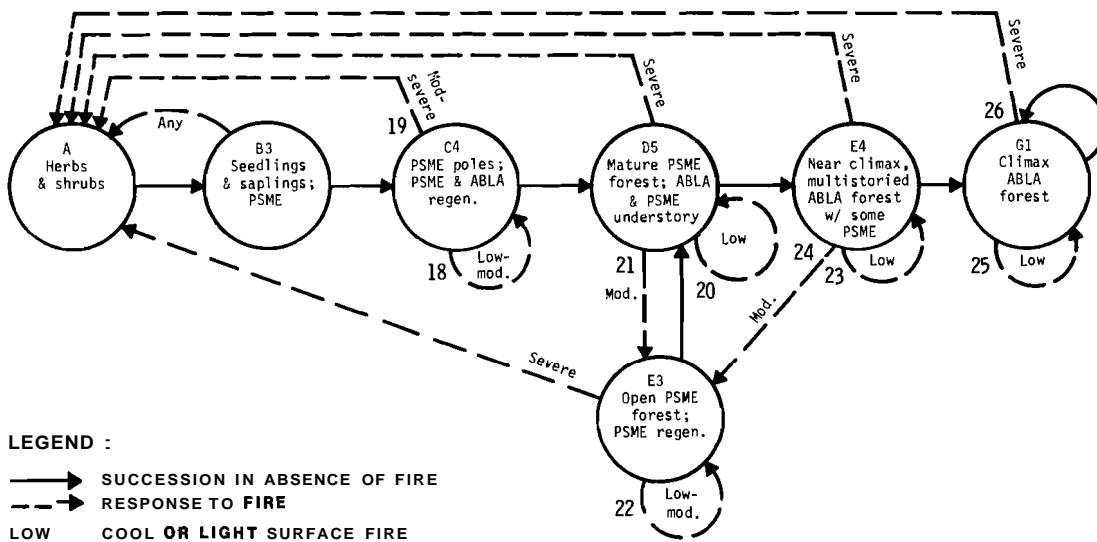 Severe
Severe
Severe
Mod-
severe
Any
19
26
A
Herbs
& shrubs
B3
Seedlings
& saplings;
PSME
C4
PSME poles;
PSME & ABLA
regen.
D5
Mature PSME
forest; ABLA
& PSME
understory
E4
Near climax,
multistoried
ABLA forest
w/ some
PSME
G1
Climax
ABLA
forest
18
Low-
mod.
21
Mod.
20
Low
24
23
Low
25
Low
Mod.
Severe
E3
Open PSME
forest;
PSME regen.
22
Low-
mod.
LEGEND :
SUCCESSION IN ABSENCE OF FIRE
RESPONSE TO FIRE
LOW COOL OR LIGHT SURFACE FIRE